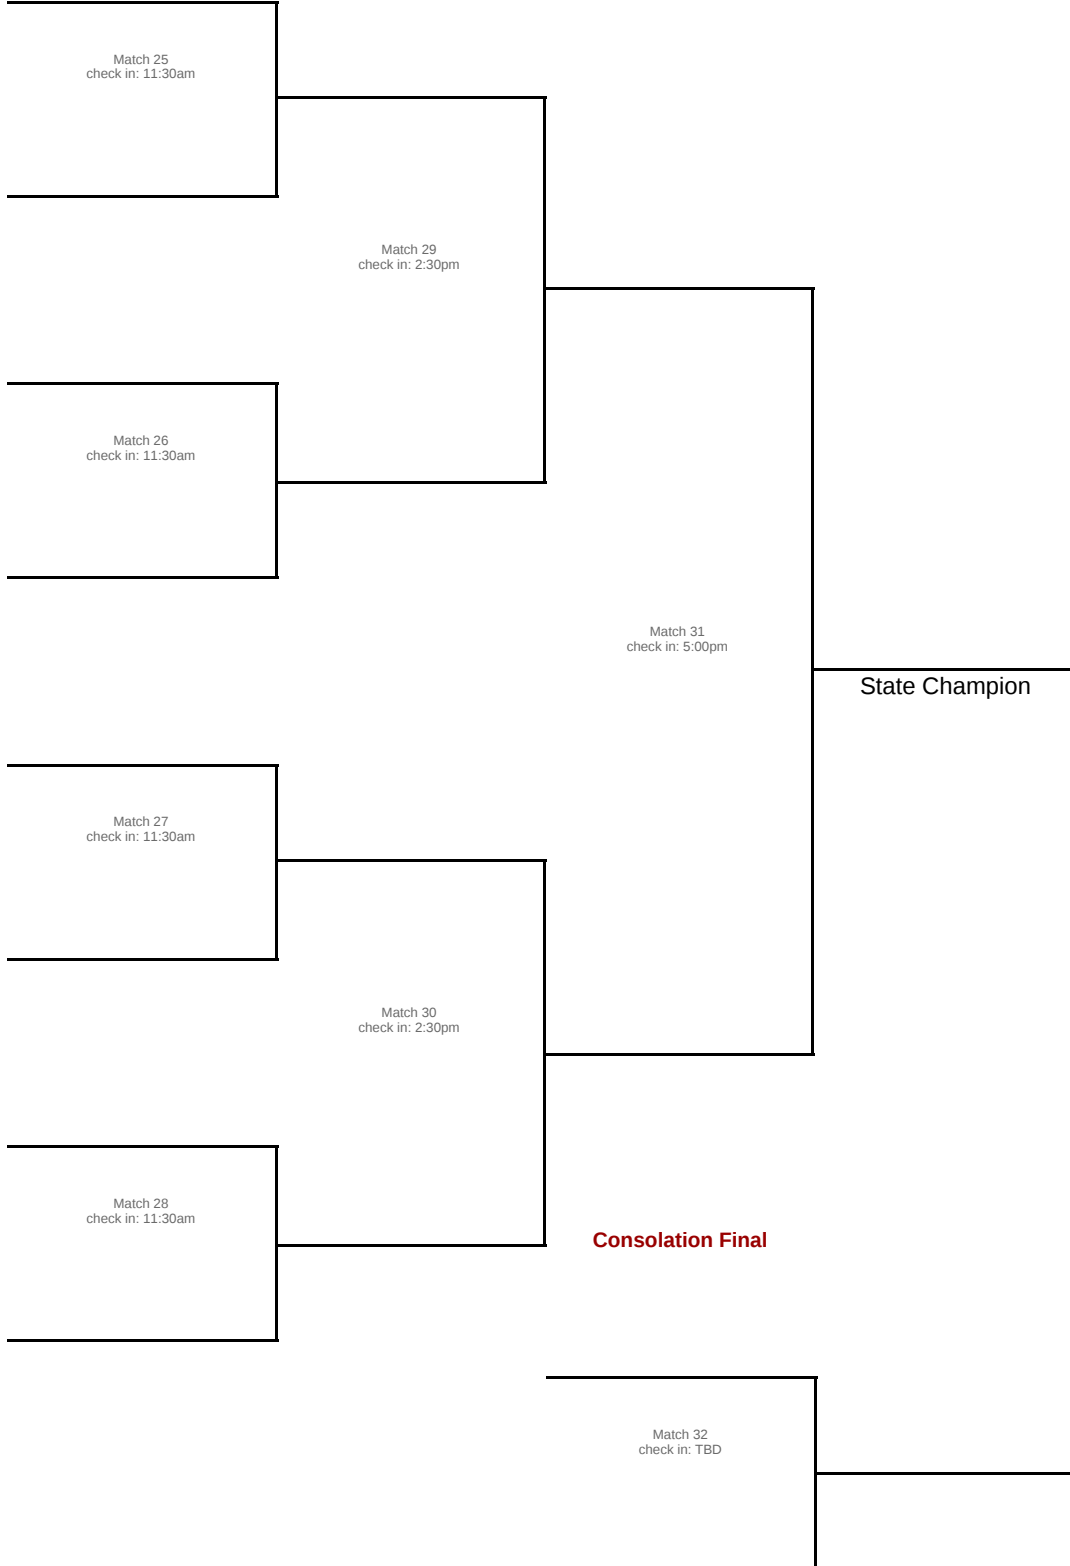 Match 25
check in: 11:30am
Match 29
check in: 2:30pm
Match 26
check in: 11:30am
Match 31
check in: 5:00pm
State Champion
Match 27
check in: 11:30am
Match 30
check in: 2:30pm
Match 28
check in: 11:30am
Consolation Final
Match 32
check in: TBD